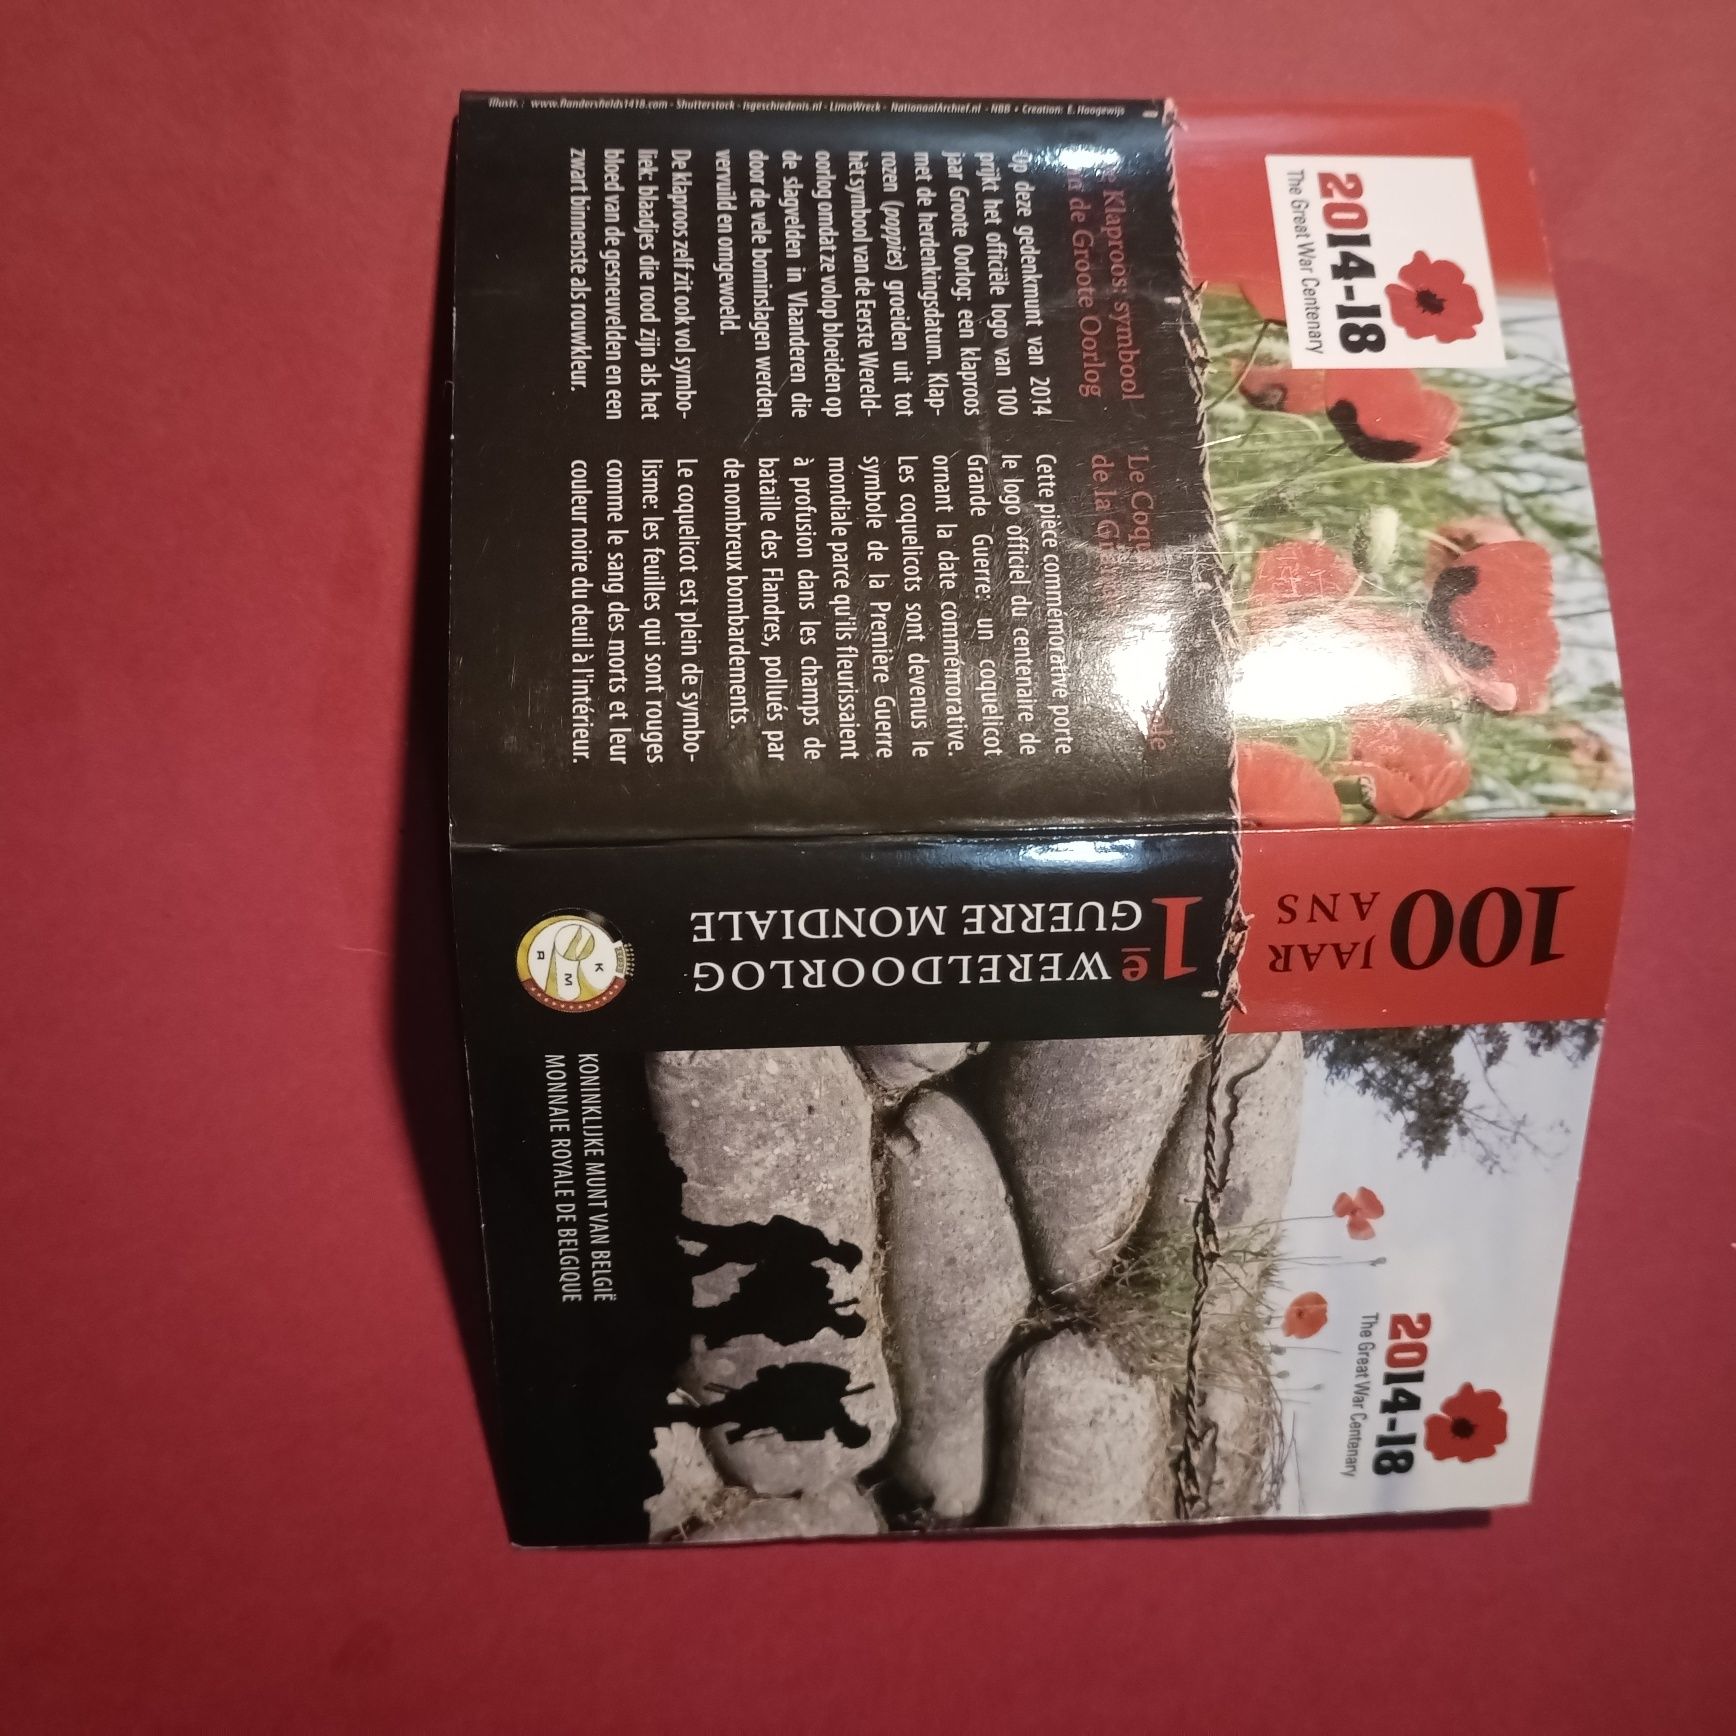 2014-18
The Great War Centenary
Klaproos: symbool
de Groote Oorlog
Op deze gedenkmunt van 2014
prijkt het officiële logo van 100
jaar Groote Oorlog: een klaproos
met de herdenkingsdatum. Klap-
rozen (poppies) groeiden uit tot
hét symbool van de Eerste Wereld-
oorlog omdat ze volop bloeiden op
de slagvelden in Vlaanderen die
door de vele bominslagen werden
vervuild en omgewoeld.
De klaproos zelf zit ook vol symbo-
liek: blaadjes die rood zijn als het
bloed van de gesneuvelden en een
zwart binnenste als rouwkleur.
Le
de la
Cette pièce commémorative porte
le logo officiel du centenaire de
Grande Guerre: un coquelicot
ornant la date commémorative.
Les coquelicots sont devenus le
symbole de la Première Guerre
mondiale parce qu'ils fleurissaient
à profusion dans les champs de
bataille des Flandres, pollués par
de nombreux bombardements.
Le coquelicot est plein de symbo-
lisme: les feuilles qui sont rouges
comme le sang des morts et leur
couleur noire du deuil à l'intérieur.
Illustr.: www.flandersfields1418.com - Shutterstock - isgeschiedenis.nl - LimoWreck - NationaalArchief.nl - NBB • Creation: E. Hoogewijs
100 JAAR
ANS
1e WERELDOORLOG
GUERRE MONDIALE
K
M
R
2014-18
The Great War Centenary
KONINKLIJKE MUNT VAN BELGIË
MONNAIE ROYALE DE BELGIQUE